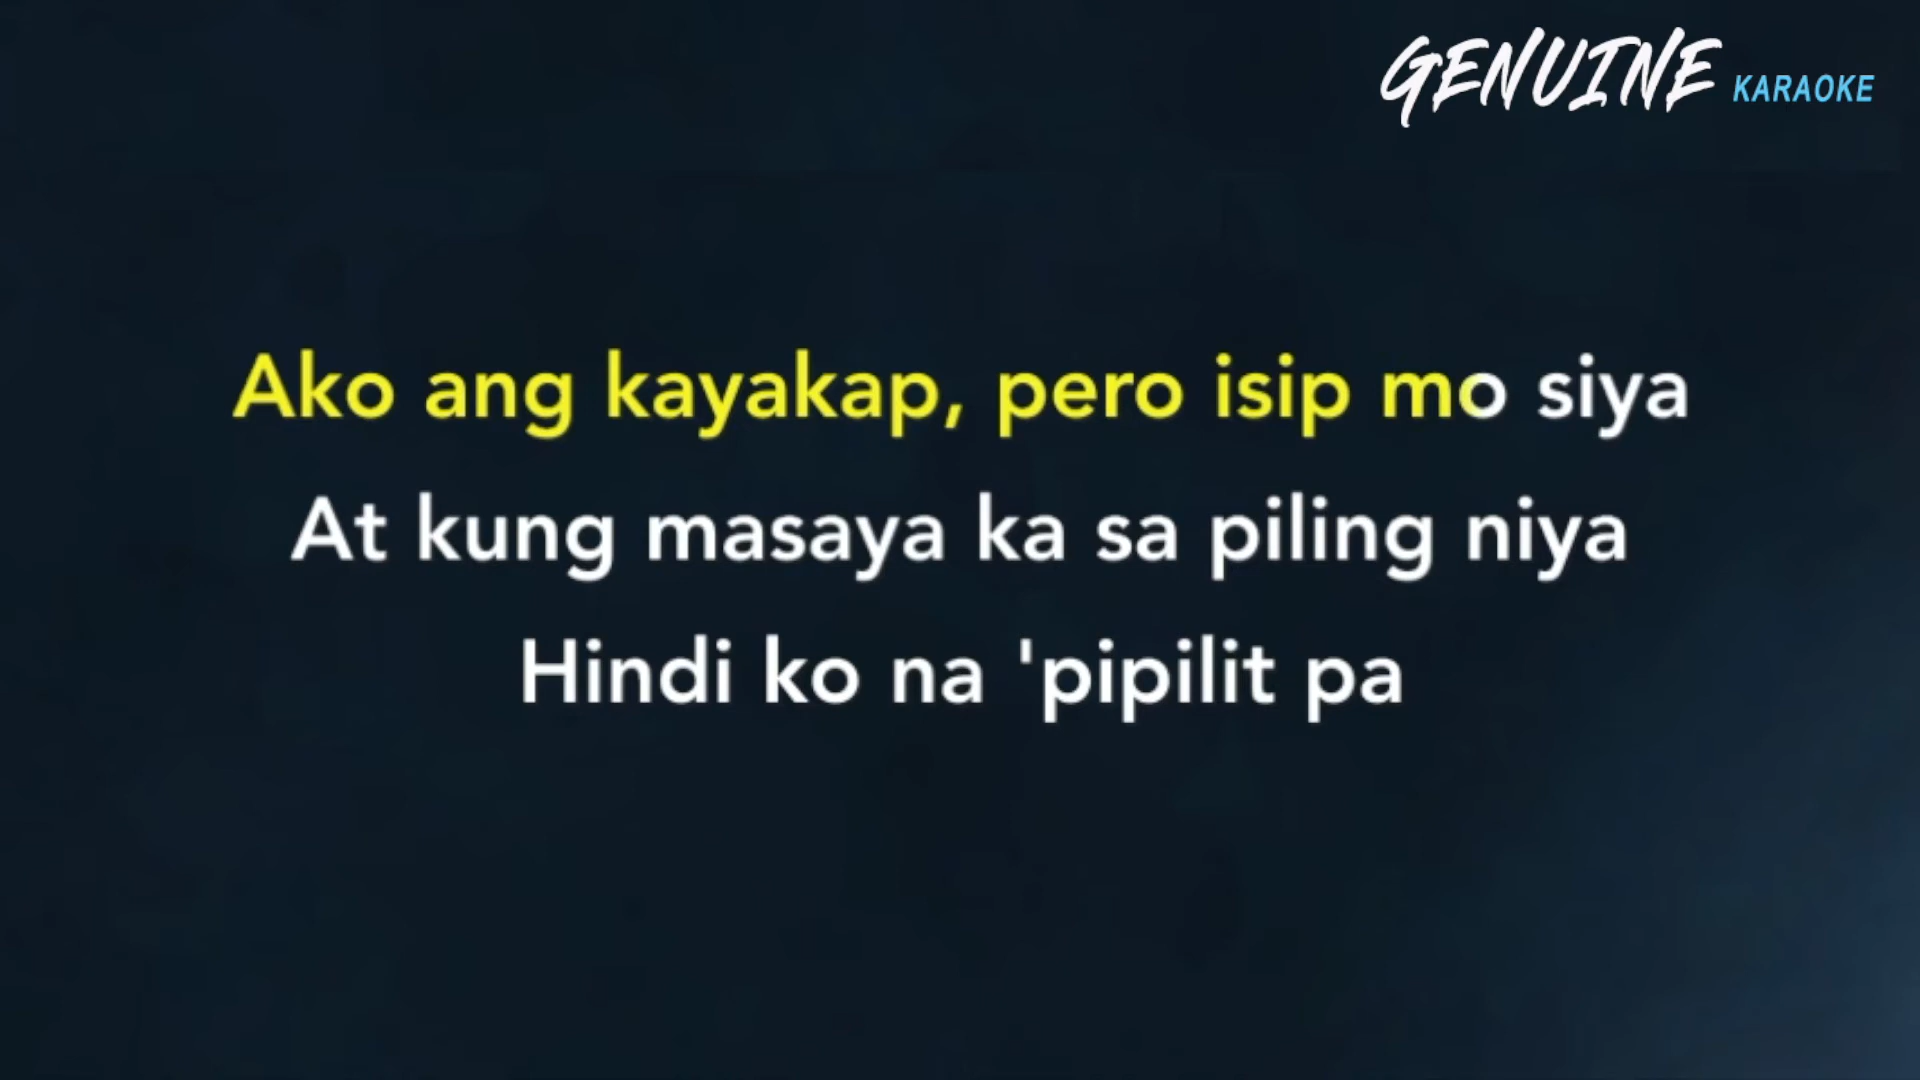 GENUINE KARAOKE
Ako ang kayakap, pero isip mo siya
At kung masaya ka sa piling niya
Hindi ko na 'pipilit pa